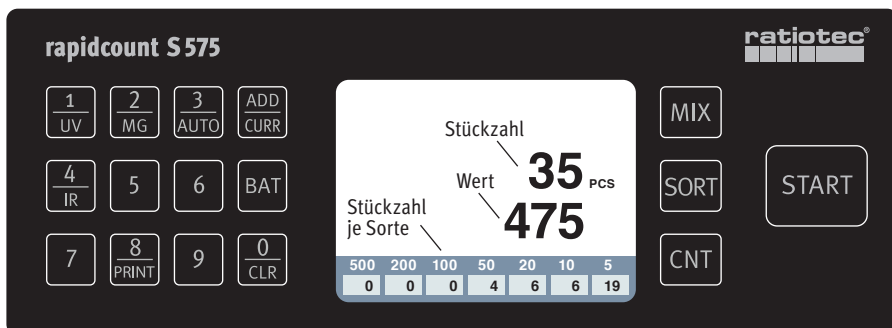 rapidcount S 575
ratiotec®
1
UV
2
MG
3
AUTO
ADD
CURR
4
IR
5
6
BAT
7
8
PRINT
9
0
CLR
Stückzahl
35 PCS
Wert
475
Stückzahl
je Sorte
500 200 100 50 20 10 5
0 0 0 4 6 6 19
MIX
SORT
CNT
START